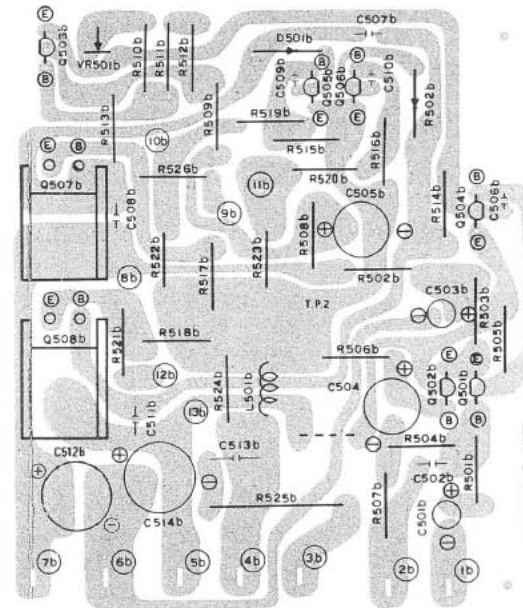 C507b
E
Q503b
B
VR501b
R510b
R511b
R512b
D501b
C509b
B
Q505b
Q506b
B
C510b
E
E
R502b
R513b
R509b
R519b
R515b
R516b
10b
R526b
11b
R520b
C505b
B
E
B
Q507b
C508b
9b
R508b
R514b
Q504b
C506b
E
R522b
R517b
R523b
R502b
8b
T.P.2
C503b
R503b
R505b
E
B
Q508b
R521b
R518b
R506b
E
E
12b
R524b
L501b
C504
Q502b
Q501b
B
B
C511b
13b
C513b
R504b
C512b
C514b
R525b
R507b
C502b
R501b
C501b
7b
6b
5b
4b
3b
2b
1b